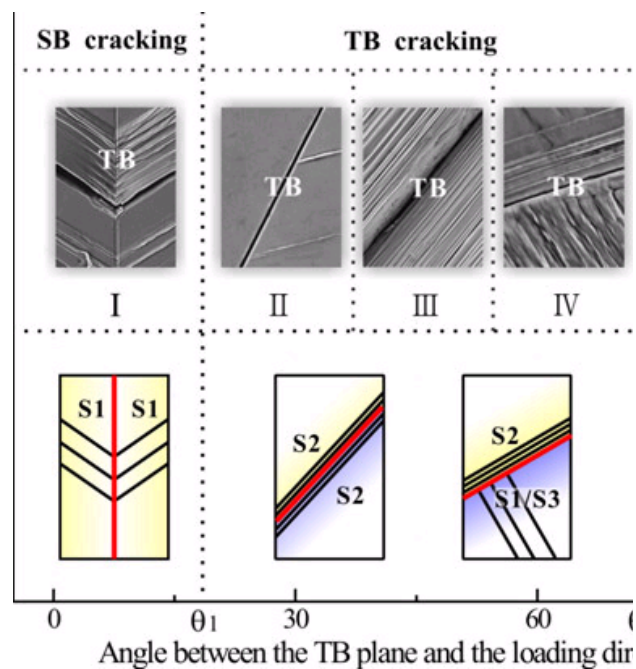 SB cracking TB cracking
TB TB TB TB
I II III IV
S1 S1 S2 S2
S2 S1/S3
0 θ1 30 60
Angle between the TB plane and the loading